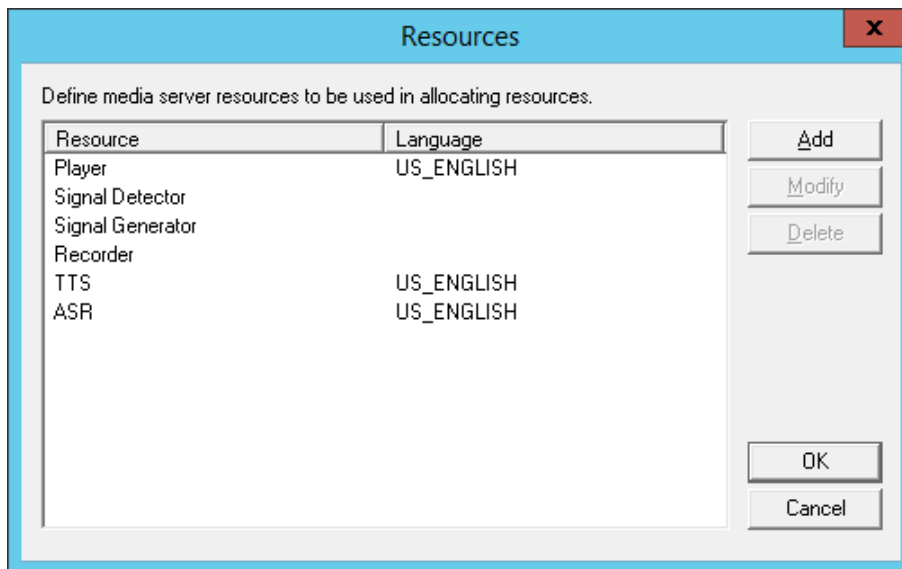 Resources
x
Define media server resources to be used in allocating resources.
Resource Language
Player US_ENGLISH
Signal Detector
Signal Generator
Recorder
TTS US_ENGLISH
ASR US_ENGLISH
Add
Modify
Delete
OK
Cancel